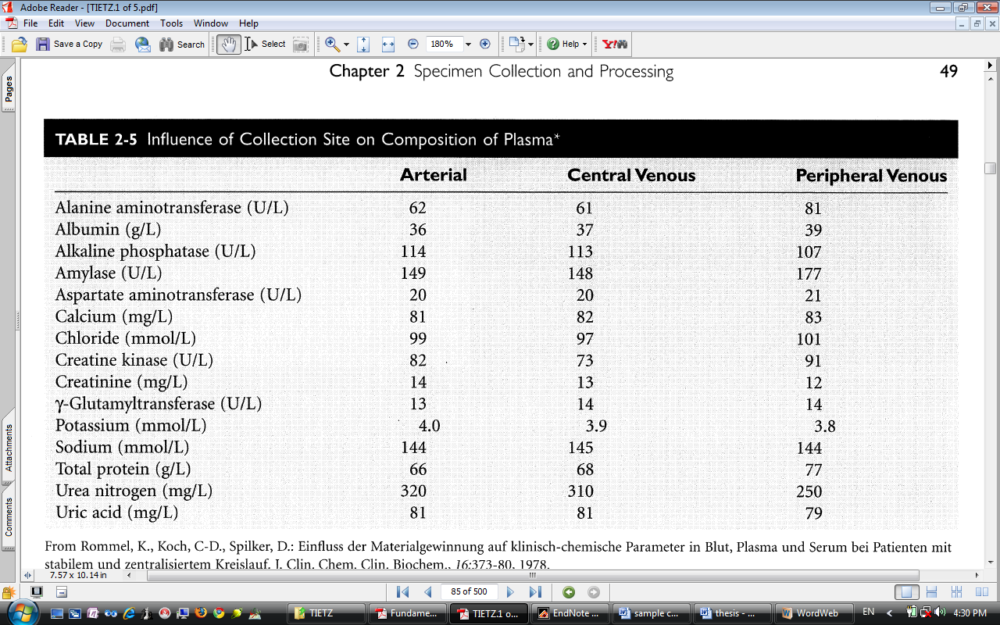 Adobe Reader - [TIETZ.1 of 5.pdf]
File Edit View Document Tools Window Help
Save a Copy Search Select 180% Help Y!
Pages
Attachments
Comments
Chapter 2 Specimen Collection and Processing 49
TABLE 2-5 Influence of Collection Site on Composition of Plasma*
Arterial Central Venous Peripheral Venous
Alanine aminotransferase (U/L) 62 61 81
Albumin (g/L) 36 37 39
Alkaline phosphatase (U/L) 114 113 107
Amylase (U/L) 149 148 177
Aspartate aminotransferase (U/L) 20 20 21
Calcium (mg/L) 81 82 83
Chloride (mmol/L) 99 97 101
Creatine kinase (U/L) 82 73 91
Creatinine (mg/L) 14 13 12
γ-Glutamyltransferase (U/L) 13 14 14
Potassium (mmol/L) 4.0 3.9 3.8
Sodium (mmol/L) 144 145 144
Total protein (g/L) 66 68 77
Urea nitrogen (mg/L) 320 310 250
Uric acid (mg/L) 81 81 79
From Rommel, K., Koch, C-D., Spilker, D.: Einfluss der Materialgewinnung auf klinisch-chemische Parameter in Blut, Plasma und Serum bei Patienten mit
stabilem und zentralisiertem Kreislauf. J. Clin. Chem. Clin. Biochem., 16:373-80, 1978.
7.57 x 10.14 in
85 of 500
TIETZ Fundame... TIETZ.1 o... EndNote ... sample c... thesis - ... WordWeb EN 4:30 PM